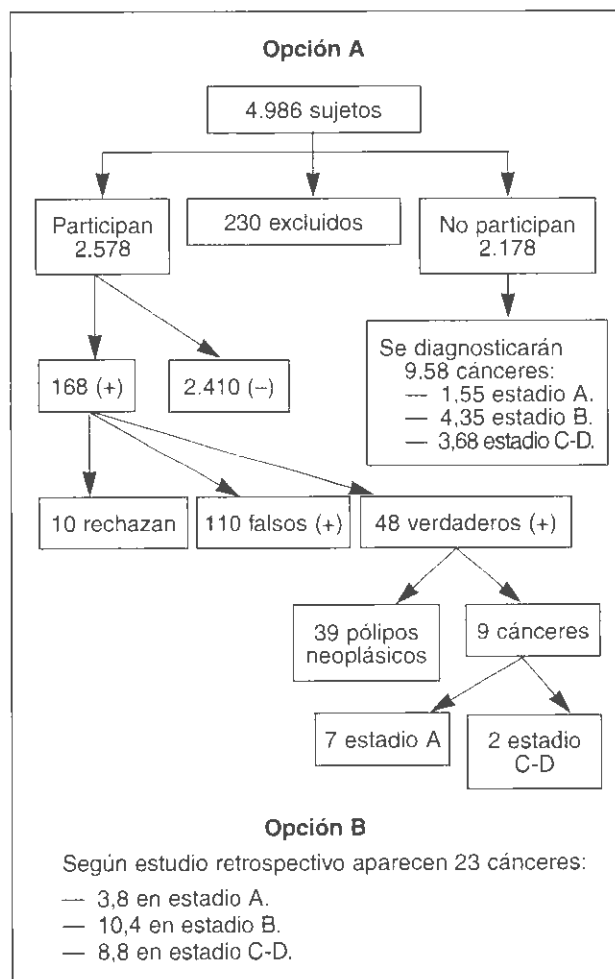 Opción A
4.986 sujetos
Participan
2.578
230 excluidos
No participan
2.178
168 (+)
2.410 (–)
Se diagnosticarán
9.58 cánceres:
— 1,55 estadio A.
— 4,35 estadio B.
— 3,68 estadio C-D.
10 rechazan
110 falsos (+)
48 verdaderos (+)
39 pólipos
neoplásicos
9 cánceres
7 estadio A
2 estadio
C-D
Opción B
Según estudio retrospectivo aparecen 23 cánceres:
— 3,8 en estadio A.
— 10,4 en estadio B.
— 8,8 en estadio C-D.